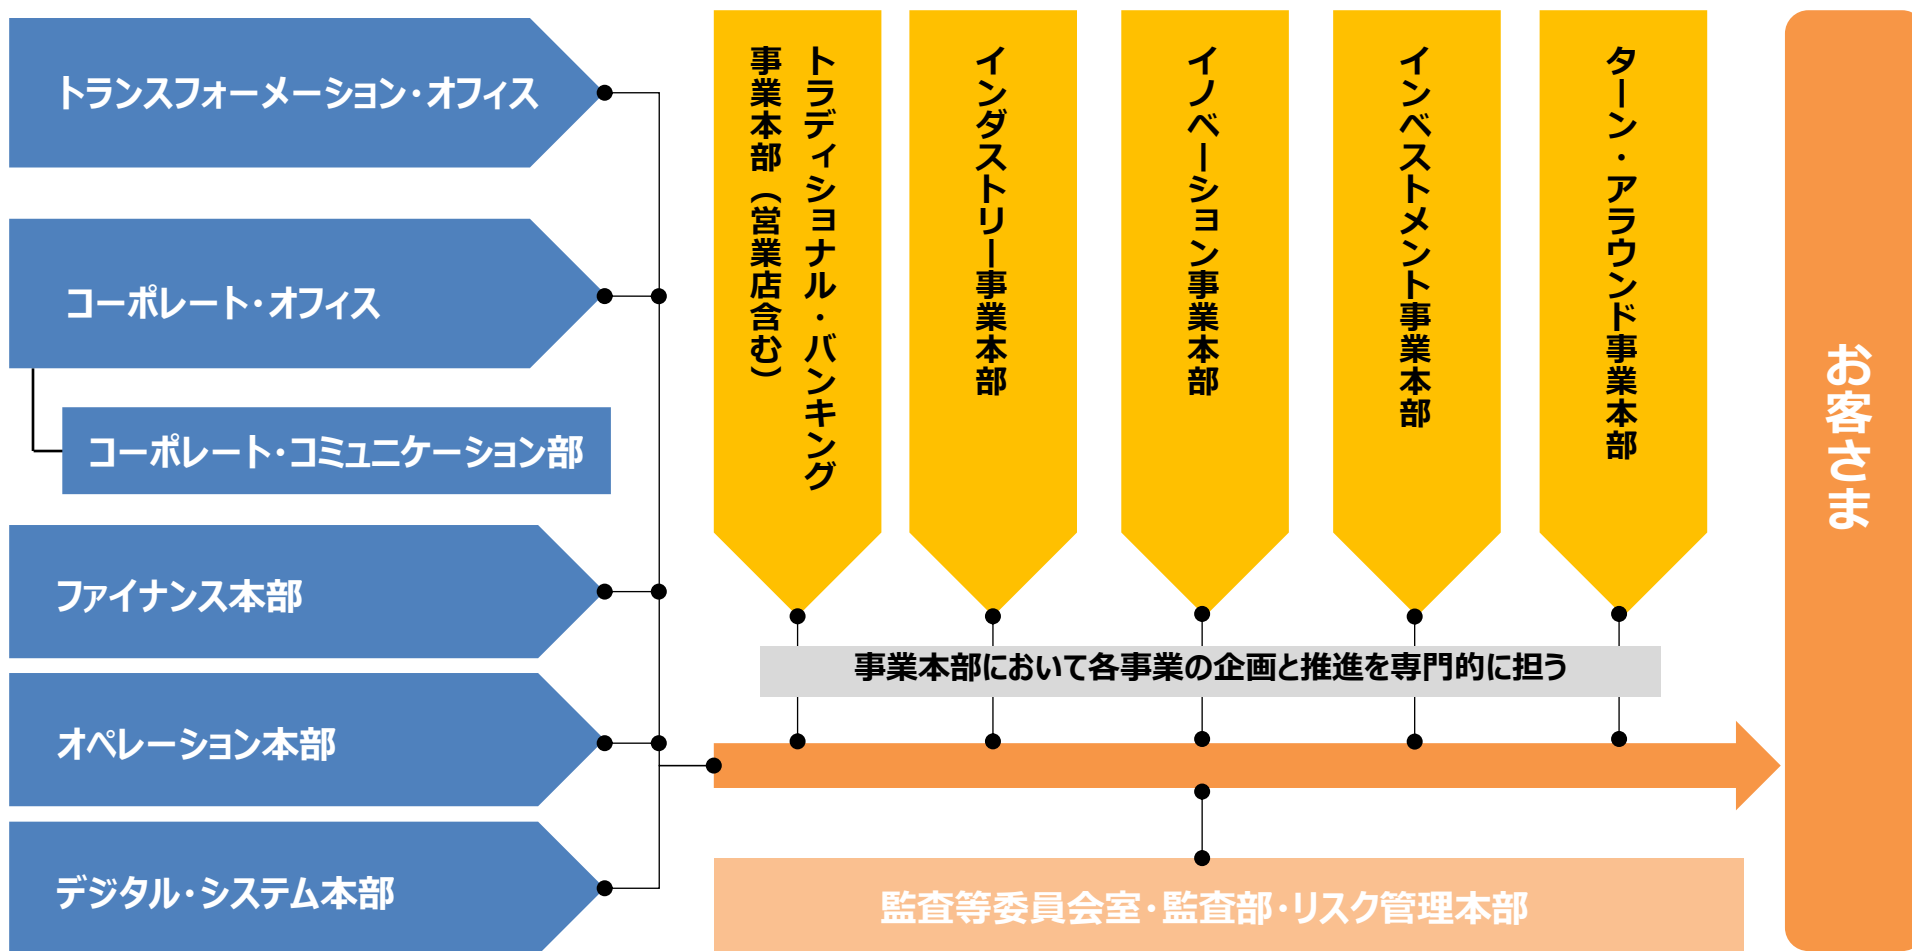 トランスフォーメーション・オフィス
コーポレート・オフィス
コーポレート・コミュニケーション部
ファイナンス本部
オペレーション本部
デジタル・システム本部
トラディショナル・バンキング
事業本部（営業店含む）
インダストリー事業本部
イノベーション事業本部
インベストメント事業本部
ターン・アラウンド事業本部
事業本部において各事業の企画と推進を専門的に担う
監査等委員会室・監査部・リスク管理本部
お客さま